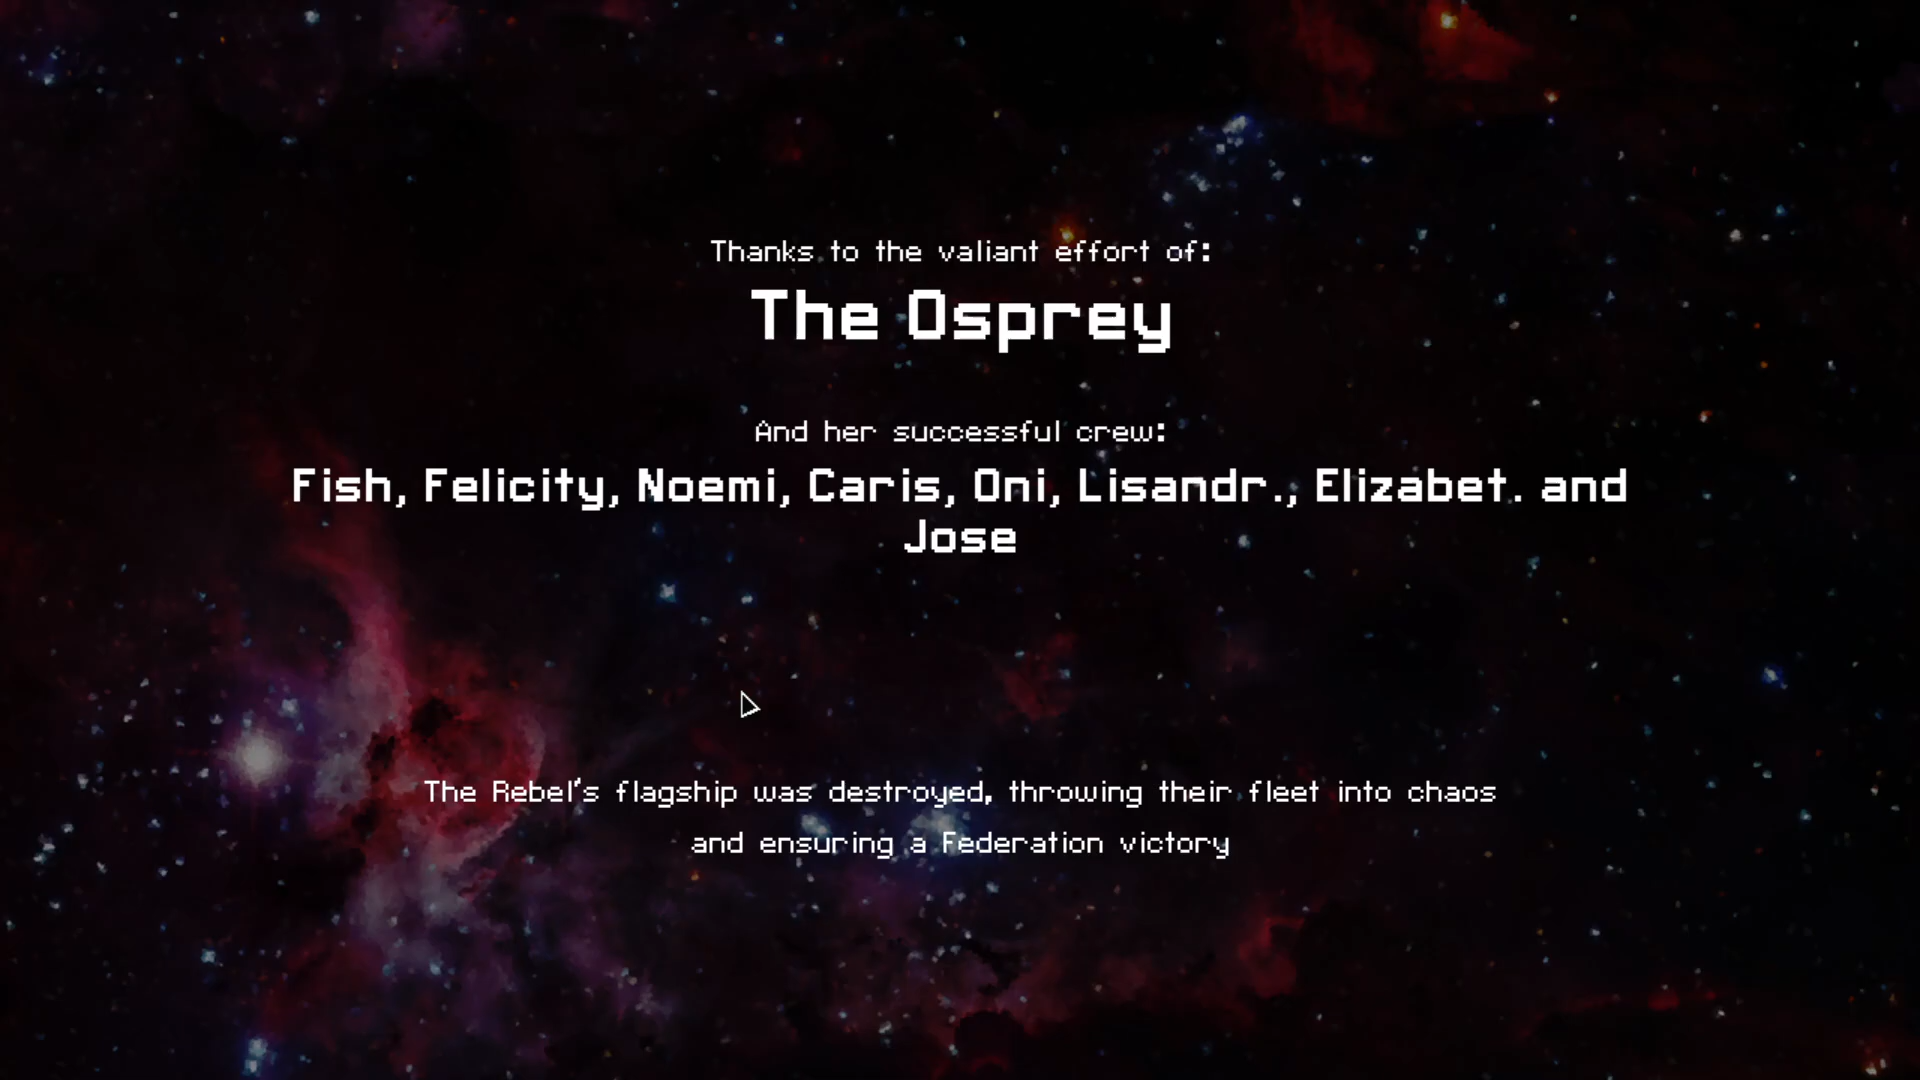 Thanks to the valiant effort of:
The Osprey
And her successful crew:
Fish, Felicity, Noemi, Caris, Oni, Lisandr., Elizabet. and
Jose
The Rebel's flagship was destroyed, throwing their fleet into chaos
and ensuring a Federation victory